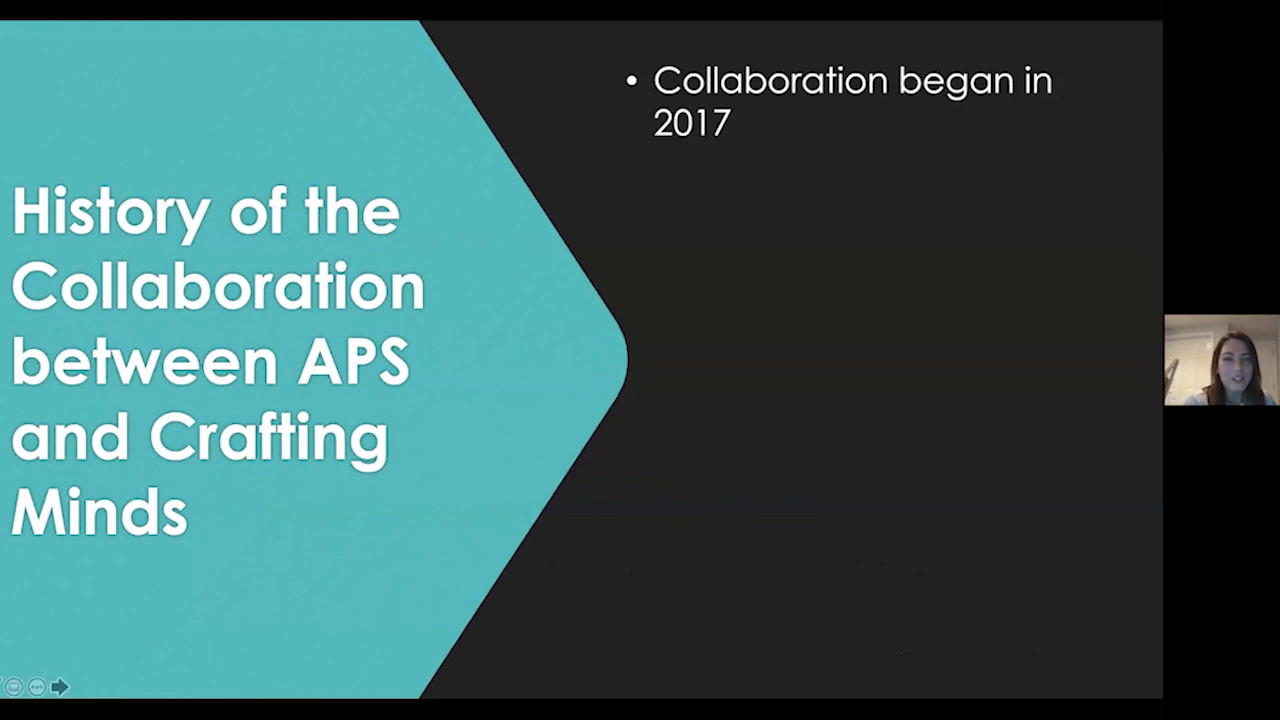 History of the
Collaboration
between APS
and Crafting
Minds
• Collaboration began in
2017